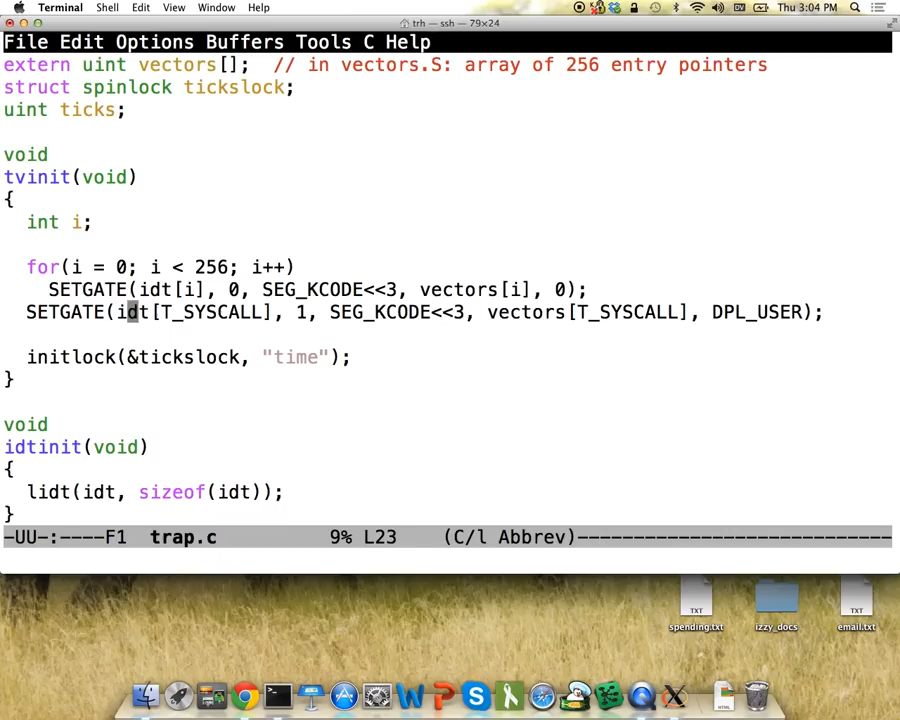 Terminal Shell Edit View Window Help Thu 3:04 PM
trh — ssh — 79×24
File Edit Options Buffers Tools C Help
extern uint vectors[];  // in vectors.S: array of 256 entry pointers
struct spinlock tickslock;
uint ticks;
void
tvinit(void)
{
  int i;
  for(i = 0; i < 256; i++)
    SETGATE(idt[i], 0, SEG_KCODE<<3, vectors[i], 0);
  SETGATE(idt[T_SYSCALL], 1, SEG_KCODE<<3, vectors[T_SYSCALL], DPL_USER);
  initlock(&tickslock, "time");
}
void
idtinit(void)
{
  lidt(idt, sizeof(idt));
}
-UU-:----F1  trap.c          9% L23    (C/l Abbrev)----------------------------
TXT TXT
spending.txt izzy_docs email.txt
HTML